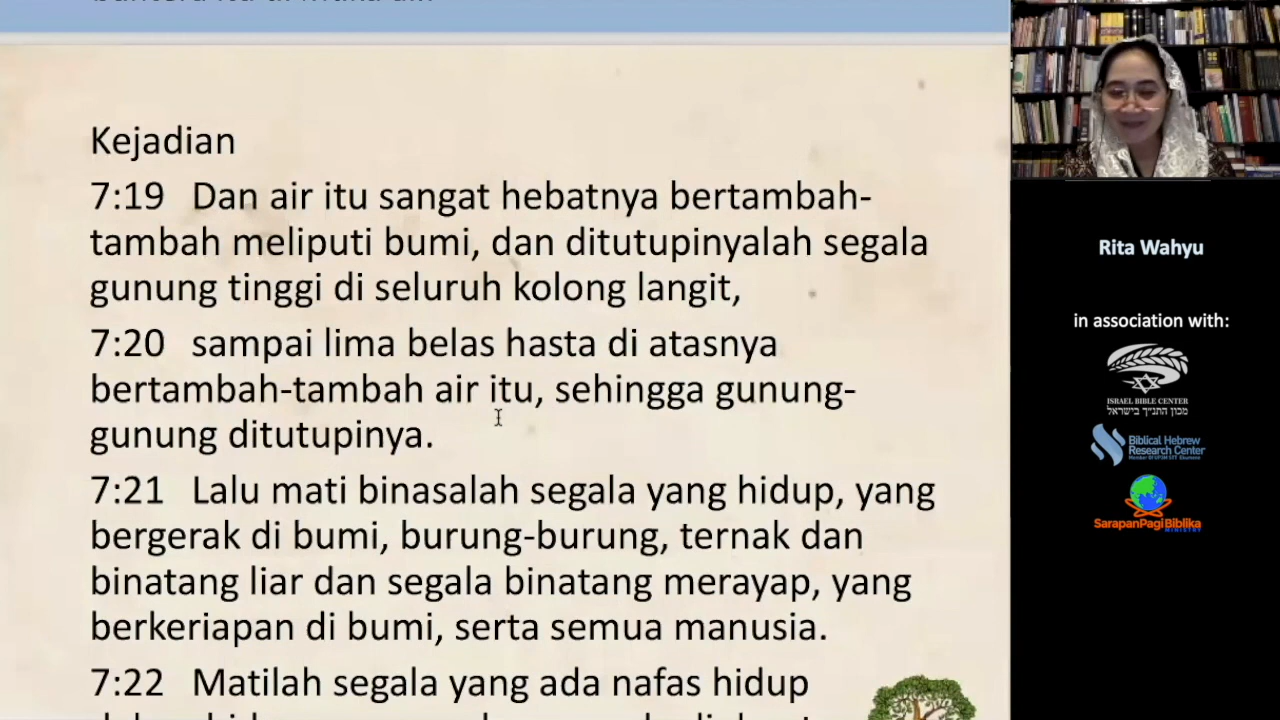 Kejadian
7:19 Dan air itu sangat hebatnya bertambah-
tambah meliputi bumi, dan ditutupinyalah segala
gunung tinggi di seluruh kolong langit,
7:20 sampai lima belas hasta di atasnya
bertambah-tambah air itu, sehingga gunung-
gunung ditutupinya.
7:21 Lalu mati binasalah segala yang hidup, yang
bergerak di bumi, burung-burung, ternak dan
binatang liar dan segala binatang merayap, yang
berkeriapan di bumi, serta semua manusia.
7:22 Matilah segala yang ada nafas hidup
Rita Wahyu
in association with:
ISRAEL BIBLE CENTER
מכון התנ״ך בישראל
Biblical Hebrew
Research Center
SarapanPagiBiblika
MINISTRY